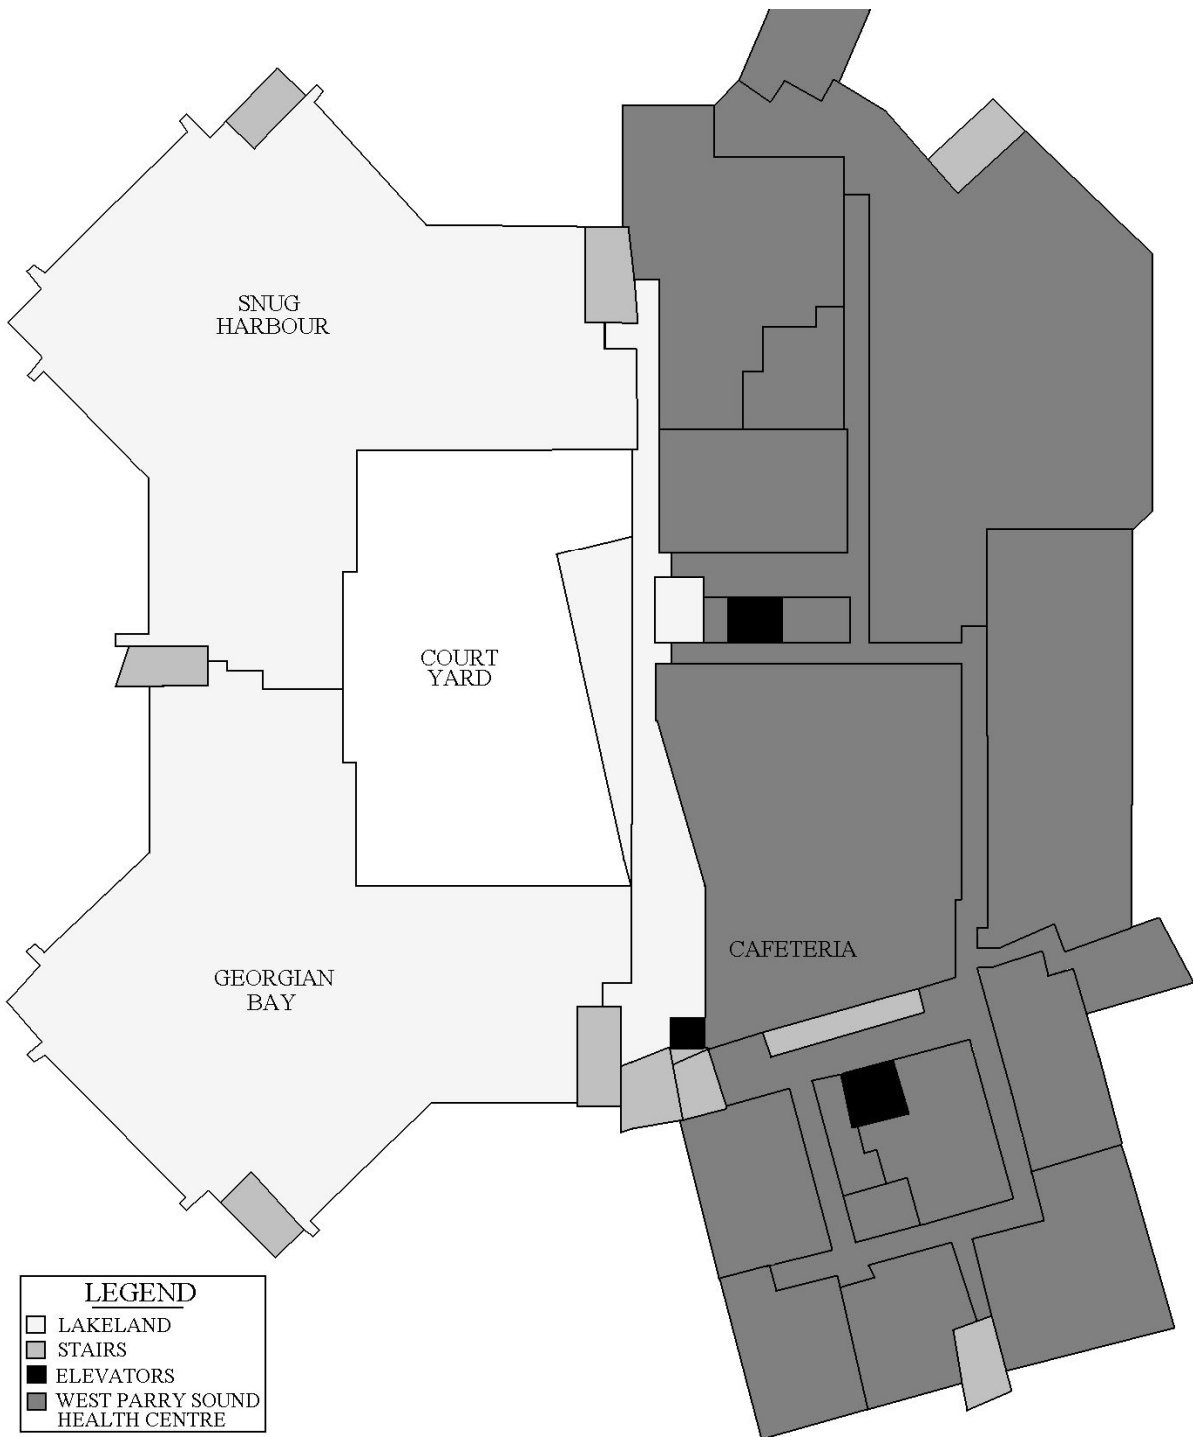 SNUG
HARBOUR
COURT
YARD
CAFETERIA
GEORGIAN
BAY
LEGEND
LAKELAND
STAIRS
ELEVATORS
WEST PARRY SOUND
HEALTH CENTRE